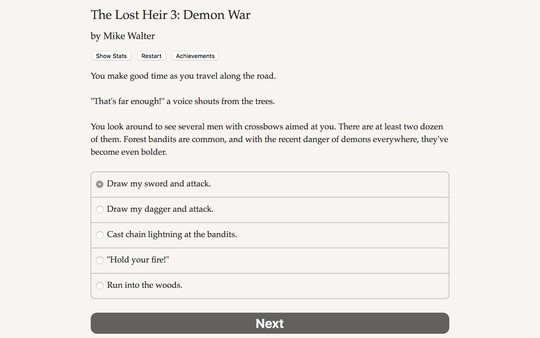 The Lost Heir 3: Demon War
by Mike Walter
Show Stats Restart Achievements
You make good time as you travel along the road.
"That's far enough!" a voice shouts from the trees.
You look around to see several men with crossbows aimed at you. There are at least two dozen
of them. Forest bandits are common, and with the recent danger of demons everywhere, they've
become even bolder.
Draw my sword and attack.
Draw my dagger and attack.
Cast chain lightning at the bandits.
"Hold your fire!"
Run into the woods.
Next